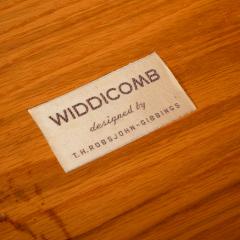 WIDDICOMB
designed by
T.H. ROBSJOHN-GIBBINGS